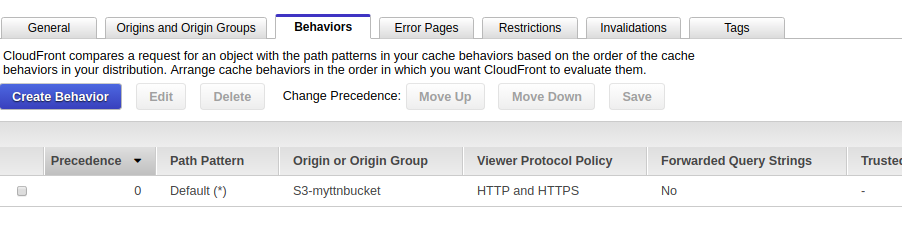 General Origins and Origin Groups Behaviors Error Pages Restrictions Invalidations Tags
CloudFront compares a request for an object with the path patterns in your cache behaviors based on the order of the cache
behaviors in your distribution. Arrange cache behaviors in the order in which you want CloudFront to evaluate them.
Create Behavior Edit Delete Change Precedence: Move Up Move Down Save
Precedence Path Pattern Origin or Origin Group Viewer Protocol Policy Forwarded Query Strings Trusted
0 Default (*) S3-myttnbucket HTTP and HTTPS No -